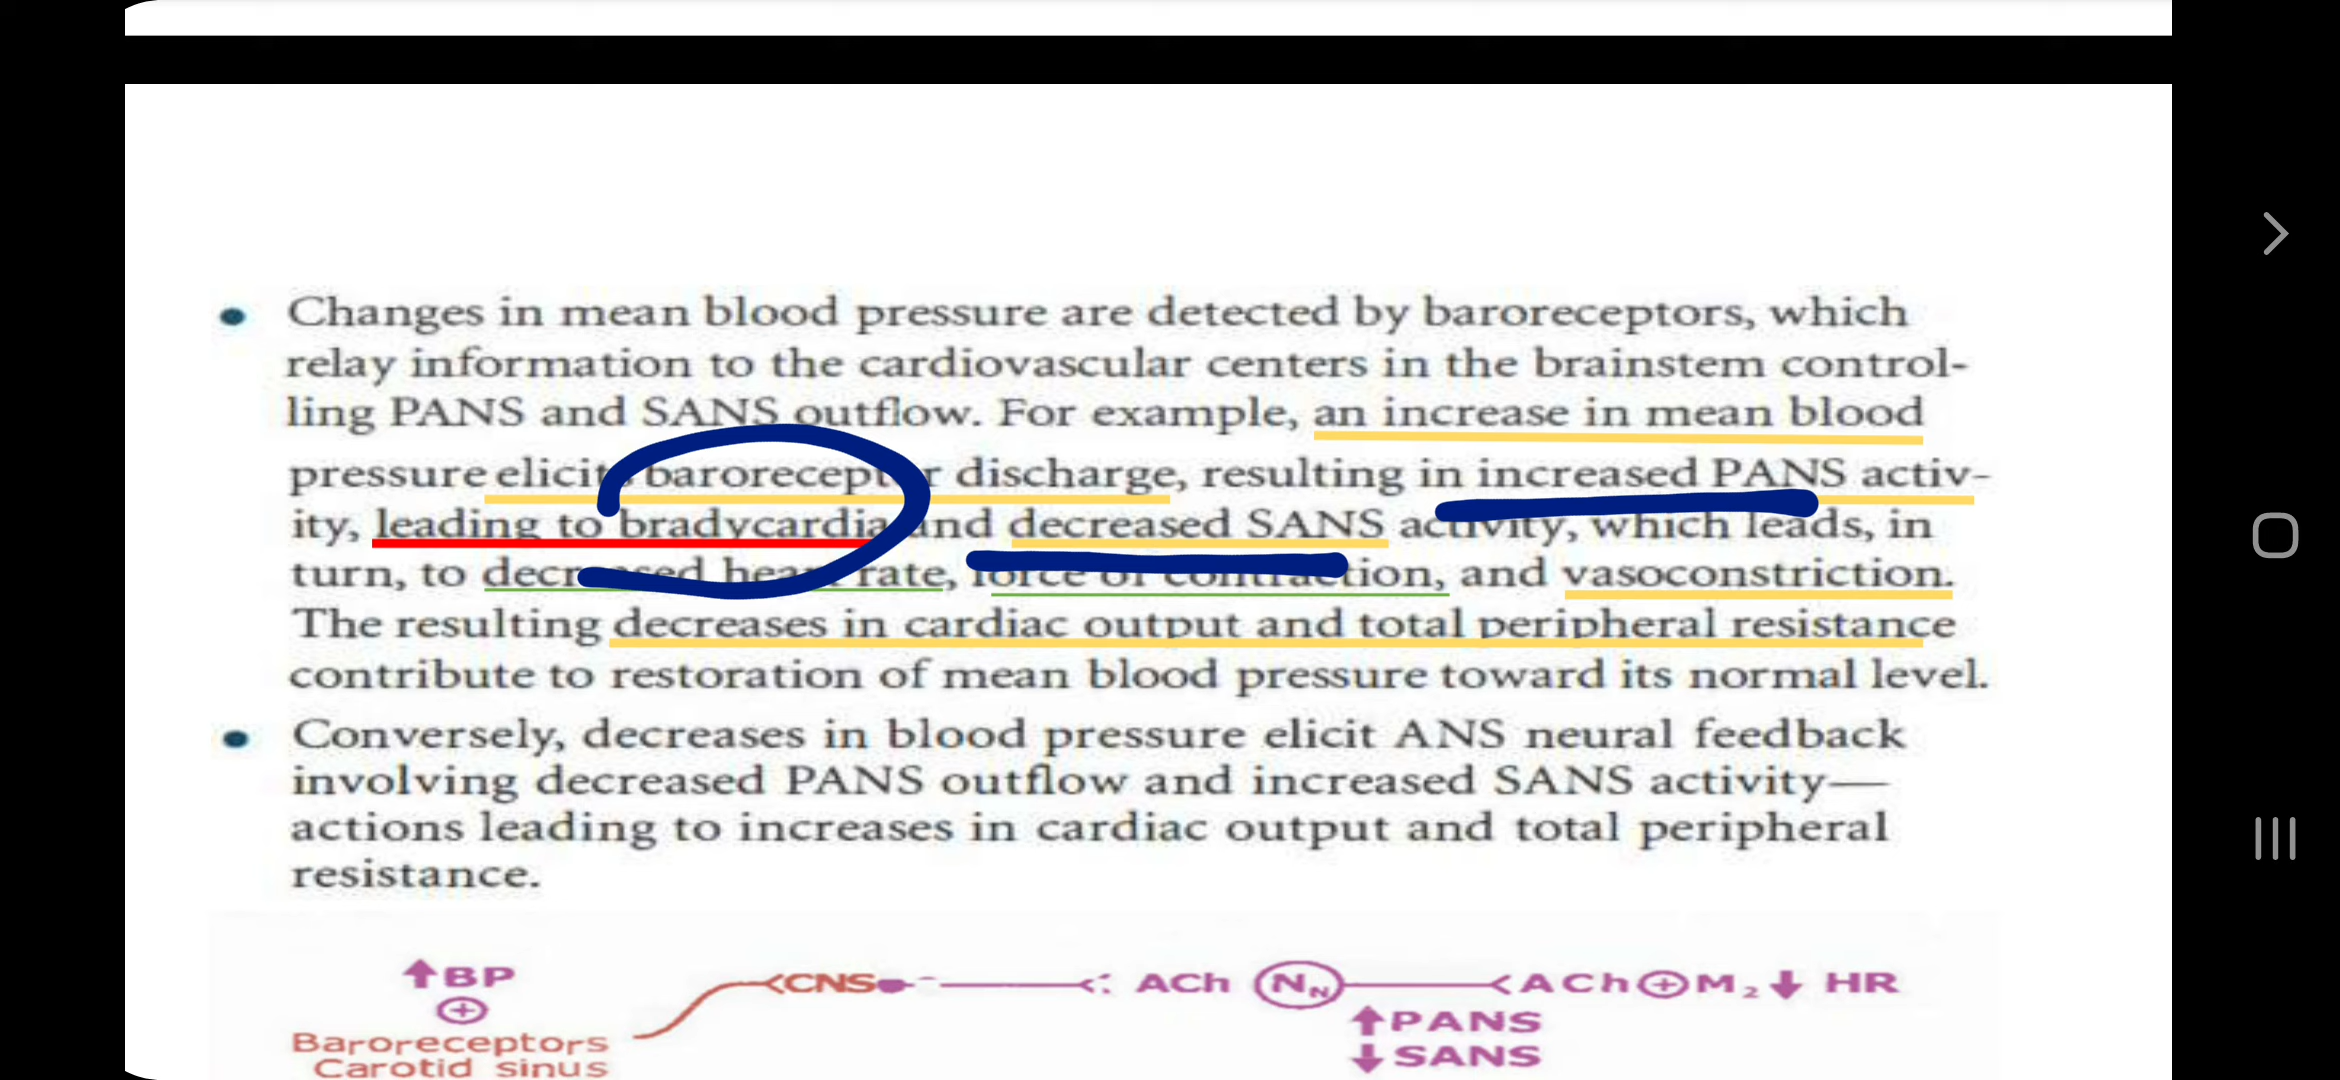 Changes in mean blood pressure are detected by baroreceptors, which
relay information to the cardiovascular centers in the brainstem control-
ling PANS and SANS outflow. For example, an increase in mean blood
pressure elicits baroreceptor discharge, resulting in increased PANS activ-
ity, leading to bradycardia and decreased SANS activity, which leads, in
turn, to decreased heart rate, force of contraction, and vasoconstriction.
The resulting decreases in cardiac output and total peripheral resistance
contribute to restoration of mean blood pressure toward its normal level.
Conversely, decreases in blood pressure elicit ANS neural feedback
involving decreased PANS outflow and increased SANS activity—
actions leading to increases in cardiac output and total peripheral
resistance.
↑BP
CNS
ACh
N_N
ACh ⊕ M₂ ↓ HR
⊕
↑PANS
Baroreceptors
↓SANS
Carotid sinus